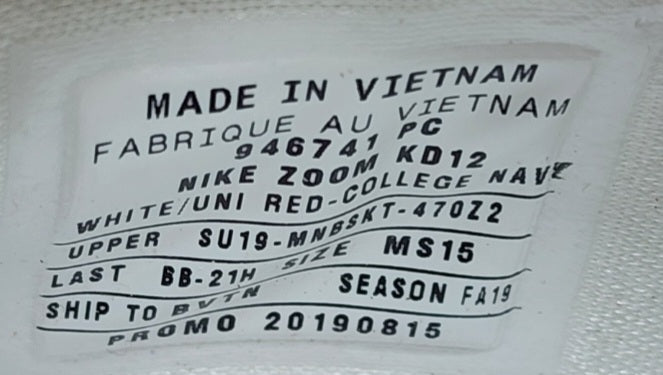 MADE IN VIETNAM
FABRIQUE AU VIETNAM
946741 PC
NIKE ZOOM KD12
WHITE/UNI RED-COLLEGE NAVY
UPPER SU19-MNBSKT-470Z2
LAST BB-21H SIZE MS15
SHIP TO BVTN SEASON FA19
PROMO 20190815